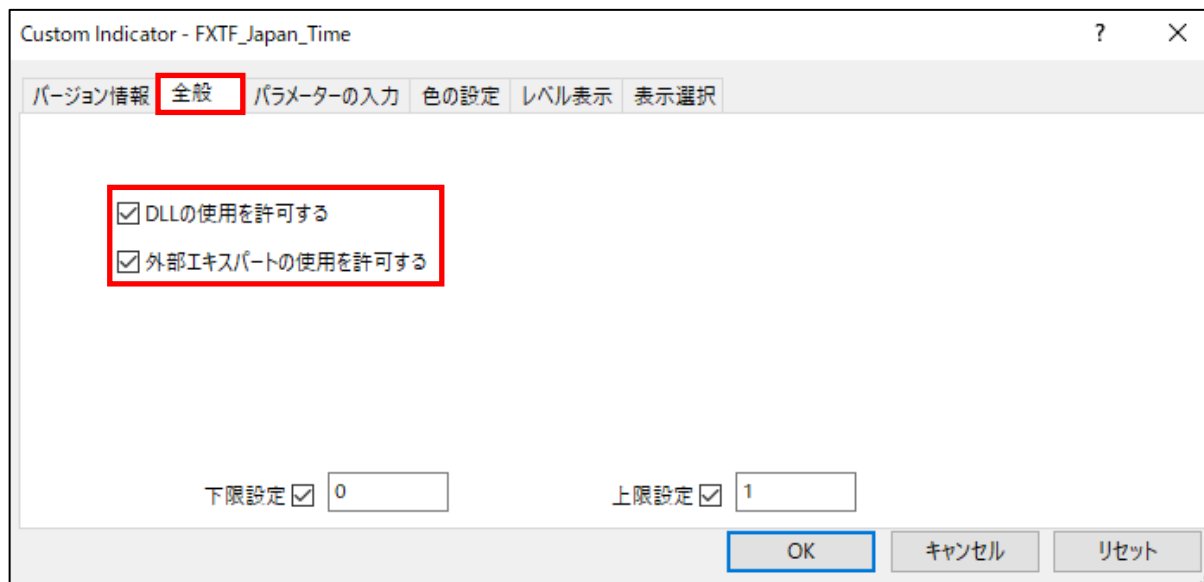 Custom Indicator - FXTF_Japan_Time ?
バージョン情報 全般 パラメーターの入力 色の設定 レベル表示 表示選択
DLLの使用を許可する
外部エキスパートの使用を許可する
下限設定 0 上限設定 1
OK キャンセル リセット